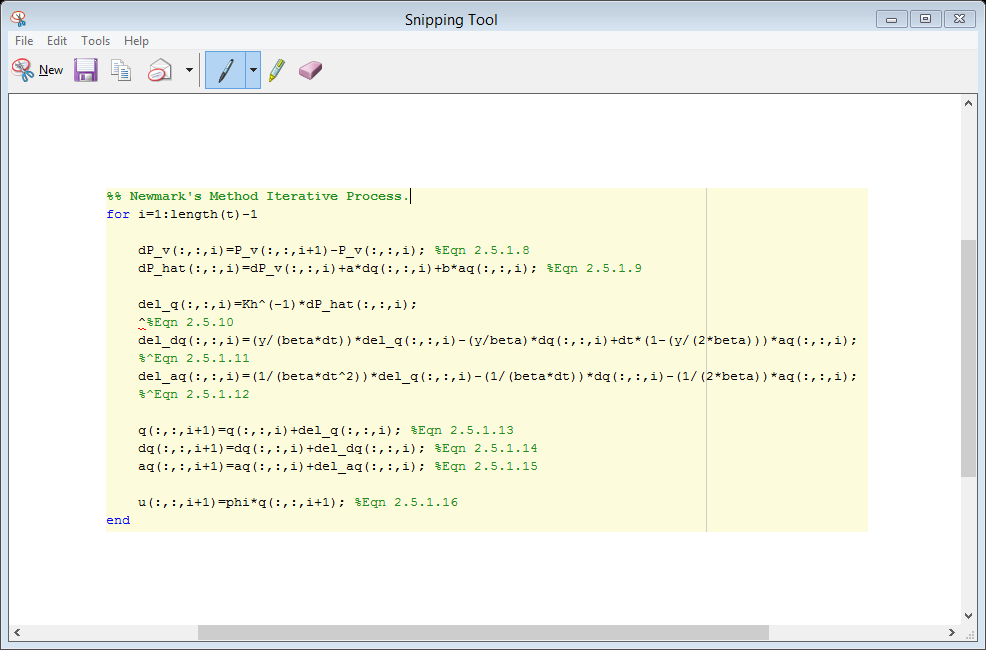 Snipping Tool
File Edit Tools Help
New
%% Newmark's Method Iterative Process.
for i=1:length(t)-1
dP_v(:,:,i)=P_v(:,:,i+1)-P_v(:,:,i); %Eqn 2.5.1.8
dP_hat(:,:,i)=dP_v(:,:,i)+a*dq(:,:,i)+b*aq(:,:,i); %Eqn 2.5.1.9
del_q(:,:,i)=Kh^(-1)*dP_hat(:,:,i);
^%Eqn 2.5.10
del_dq(:,:,i)=(y/(beta*dt))*del_q(:,:,i)-(y/beta)*dq(:,:,i)+dt*(1-(y/(2*beta)))*aq(:,:,i);
%^Eqn 2.5.1.11
del_aq(:,:,i)=(1/(beta*dt^2))*del_q(:,:,i)-(1/(beta*dt))*dq(:,:,i)-(1/(2*beta))*aq(:,:,i);
%^Eqn 2.5.1.12
q(:,:,i+1)=q(:,:,i)+del_q(:,:,i); %Eqn 2.5.1.13
dq(:,:,i+1)=dq(:,:,i)+del_dq(:,:,i); %Eqn 2.5.1.14
aq(:,:,i+1)=aq(:,:,i)+del_aq(:,:,i); %Eqn 2.5.1.15
u(:,:,i+1)=phi*q(:,:,i+1); %Eqn 2.5.1.16
end